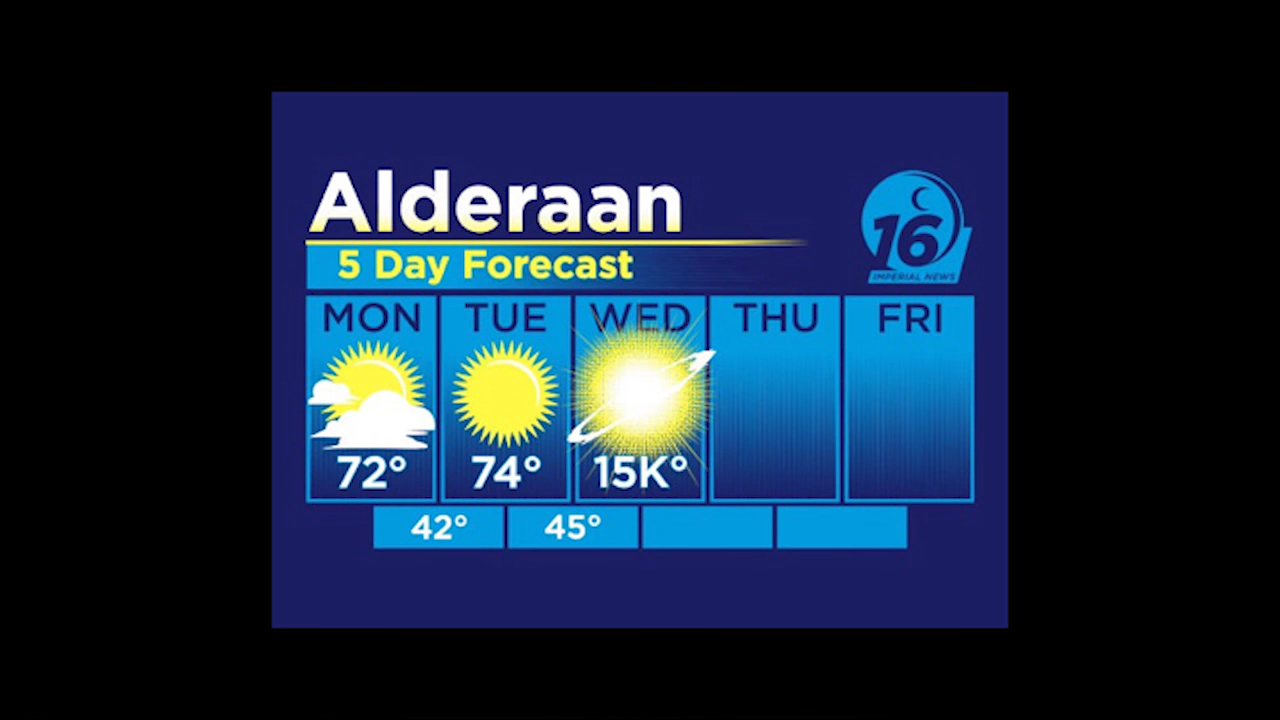 Alderaan
16
IMPERIAL NEWS
5 Day Forecast
MON TUE WED THU FRI
72° 74° 15K°
42° 45°